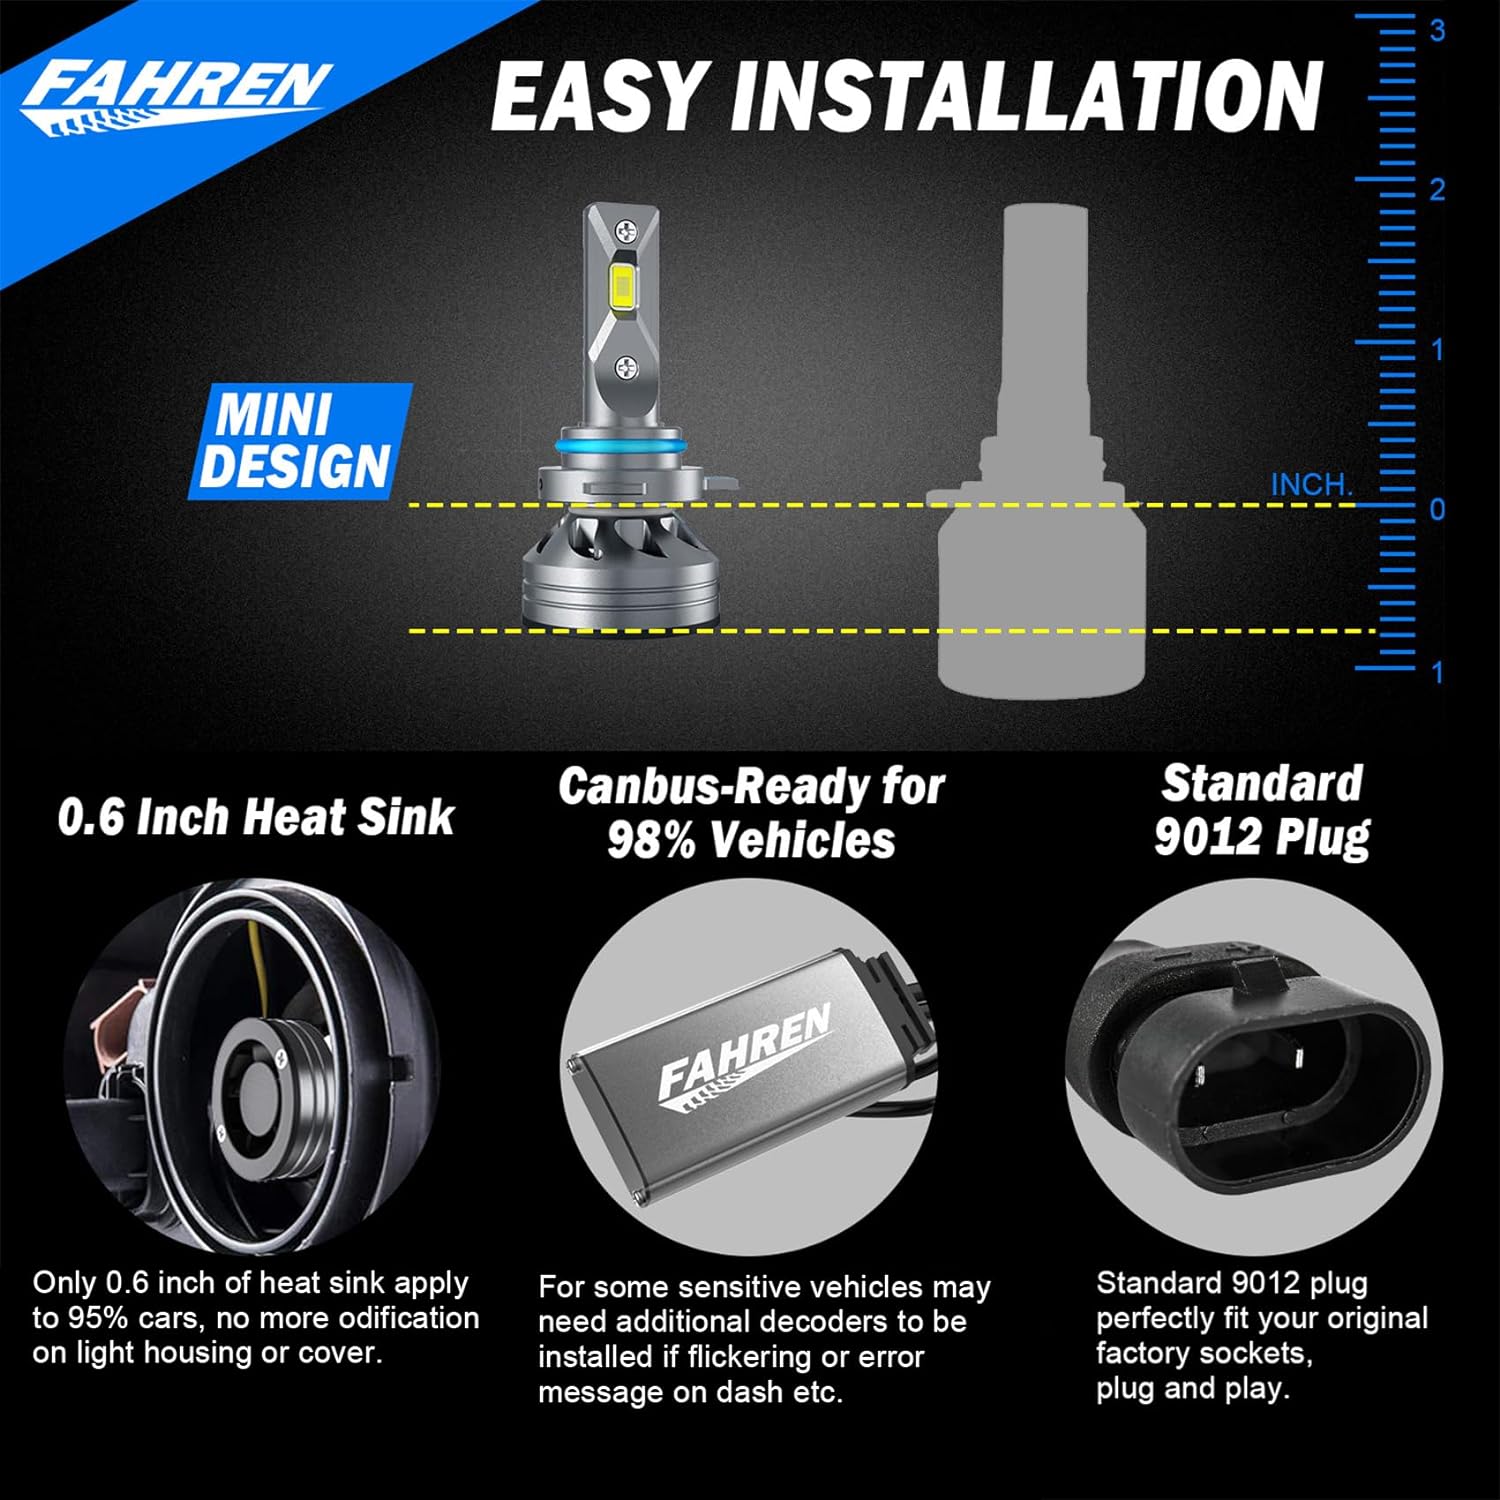 FAHREN
EASY INSTALLATION
3
2
1
MINI
DESIGN
INCH.
0
1
0.6 Inch Heat Sink
Canbus-Ready for
98% Vehicles
Standard
9012 Plug
FAHREN
- +
Only 0.6 inch of heat sink apply
to 95% cars, no more odification
on light housing or cover.
For some sensitive vehicles may
need additional decoders to be
installed if flickering or error
message on dash etc.
Standard 9012 plug
perfectly fit your original
factory sockets,
plug and play.